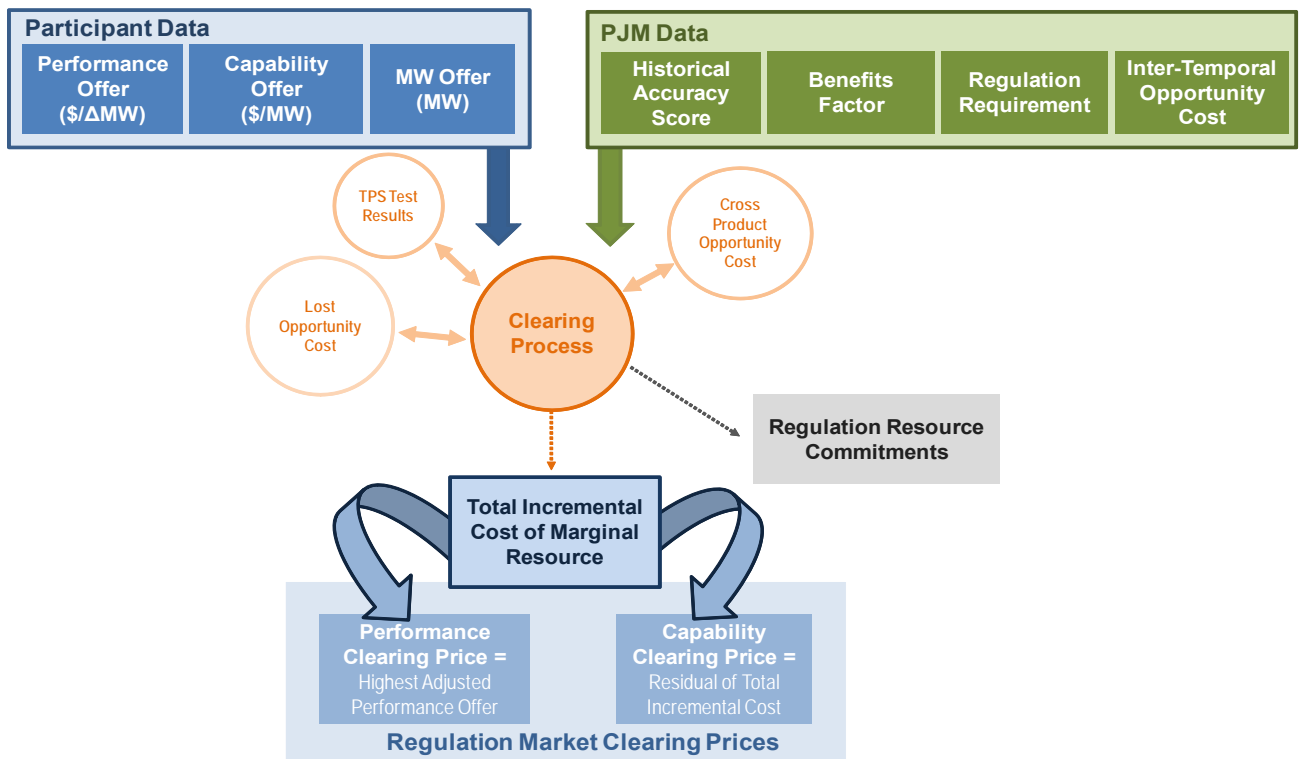 Participant Data
Performance
Offer
($/ΔMW)
Capability
Offer
($/MW)
MW Offer
(MW)
PJM Data
Historical
Accuracy
Score
Benefits
Factor
Regulation
Requirement
Inter-Temporal
Opportunity
Cost
TPS Test
Results
Cross
Product
Opportunity
Cost
Lost
Opportunity
Cost
Clearing
Process
Regulation Resource
Commitments
Total Incremental
Cost of Marginal
Resource
Performance
Clearing Price =
Highest Adjusted
Performance Offer
Capability
Clearing Price =
Residual of Total
Incremental Cost
Regulation Market Clearing Prices